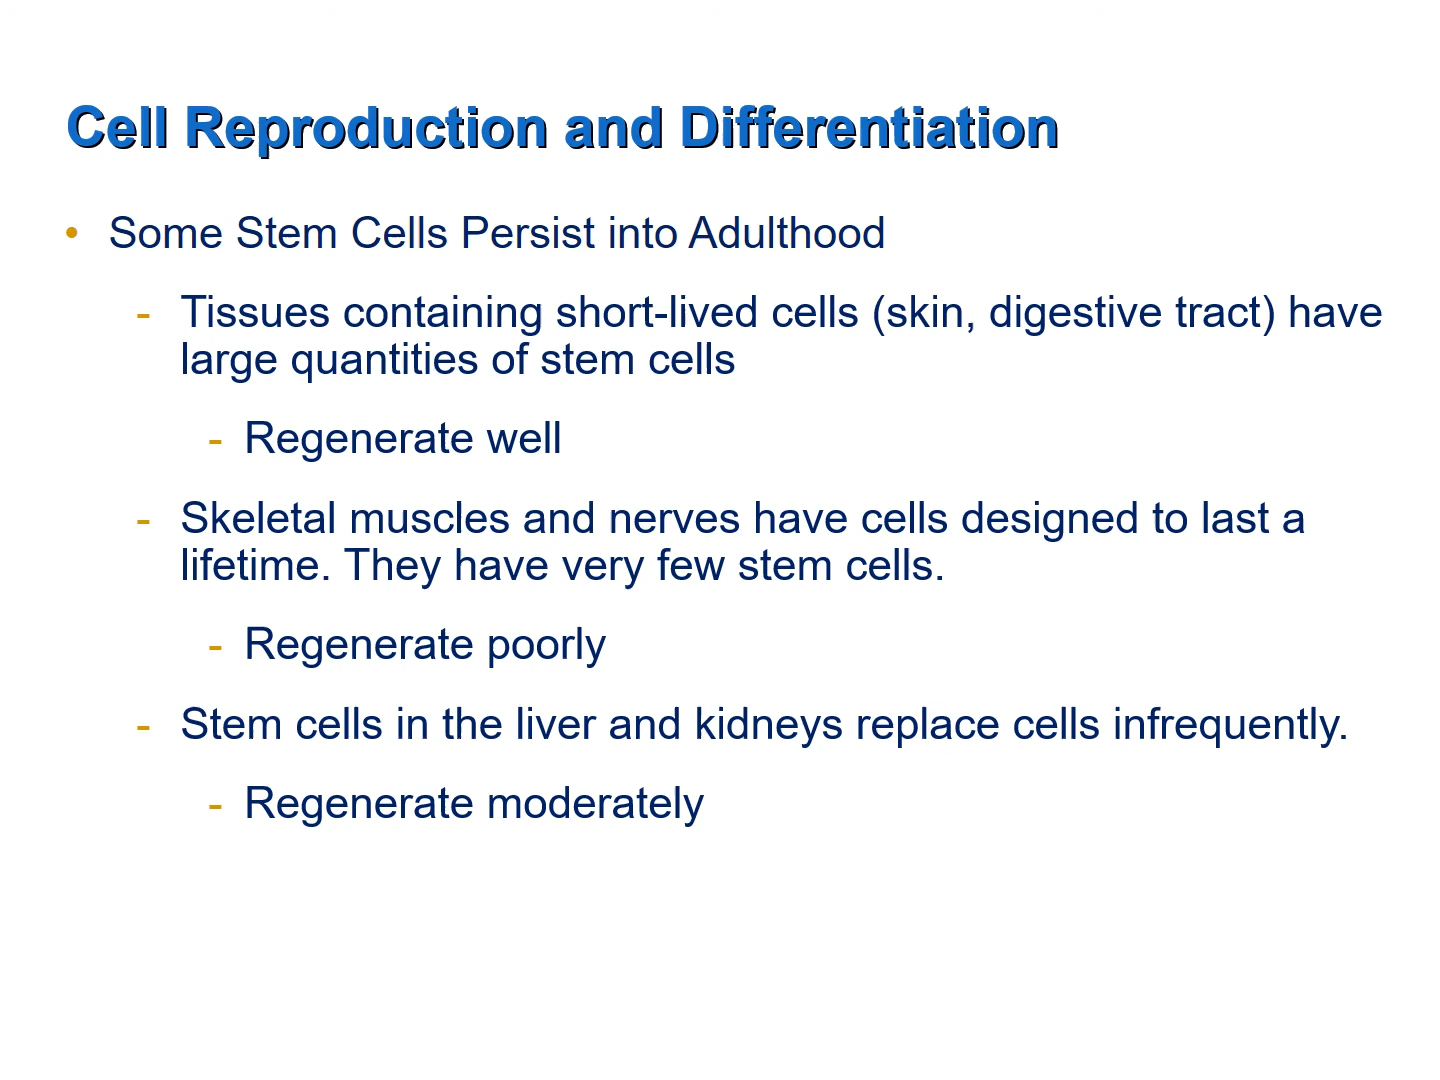 Cell Reproduction and Differentiation
• Some Stem Cells Persist into Adulthood
- Tissues containing short-lived cells (skin, digestive tract) have
large quantities of stem cells
- Regenerate well
- Skeletal muscles and nerves have cells designed to last a
lifetime. They have very few stem cells.
- Regenerate poorly
- Stem cells in the liver and kidneys replace cells infrequently.
- Regenerate moderately